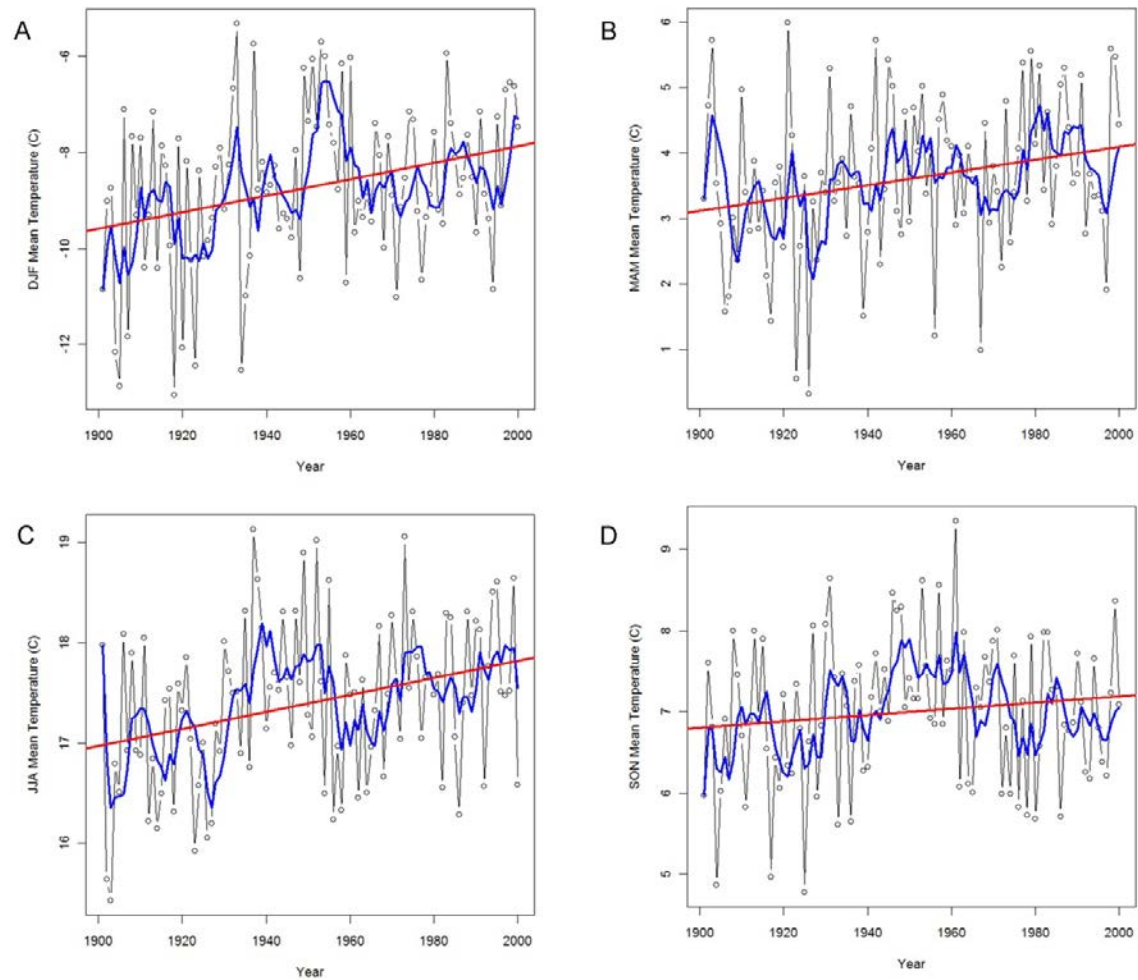 A
DJF Mean Temperature (C)
-6
-8
-10
-12
1900 1920 1940 1960 1980 2000
Year
B
MAM Mean Temperature (C)
6
5
4
3
2
1
1900 1920 1940 1960 1980 2000
Year
C
JJA Mean Temperature (C)
19
18
17
16
1900 1920 1940 1960 1980 2000
Year
D
SON Mean Temperature (C)
9
8
7
6
5
1900 1920 1940 1960 1980 2000
Year